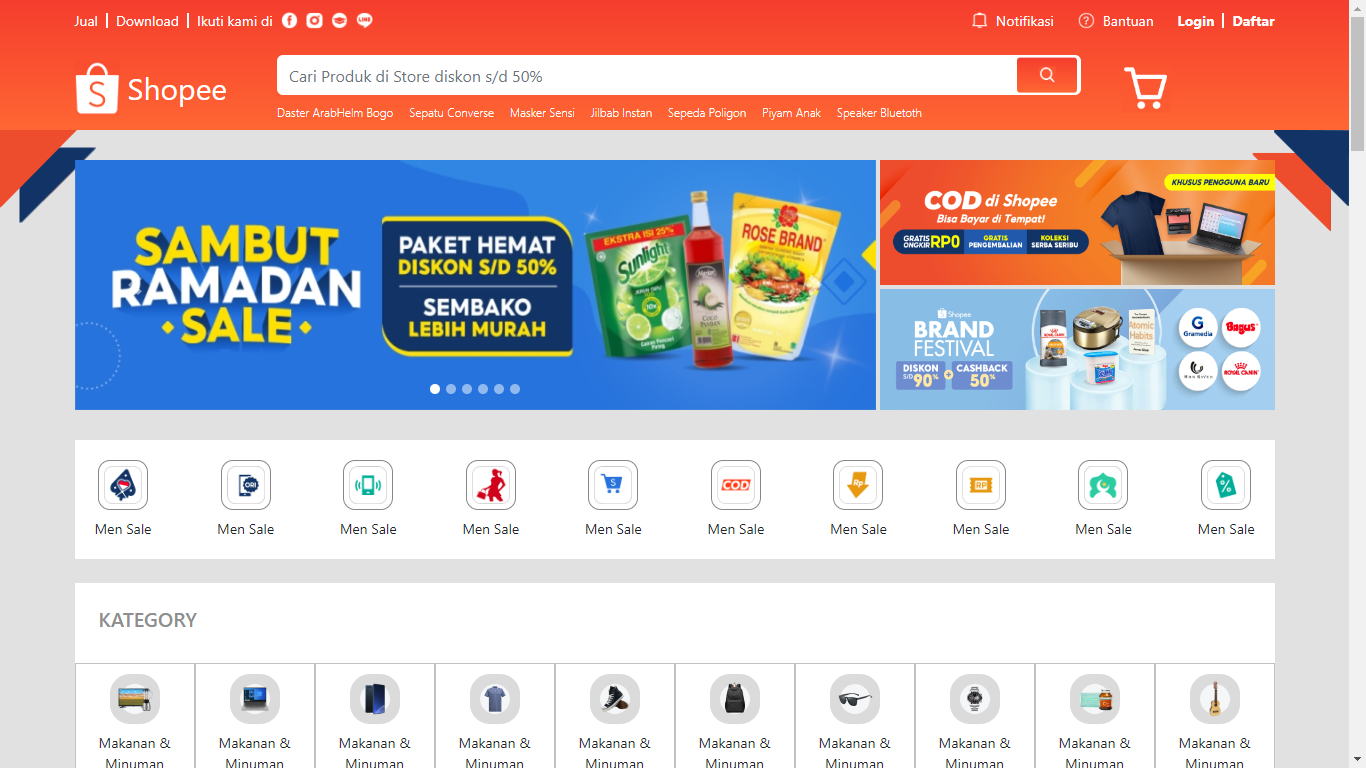 Jual
Download
Ikuti kami di
Notifikasi
Bantuan
Login
Daftar
S Shopee
Cari Produk di Store diskon s/d 50%
Daster ArabHelm Bogo
Sepatu Converse
Masker Sensi
Jilbab Instan
Sepeda Poligon
Piyam Anak
Speaker Bluetoth
SAMBUT
RAMADAN
SALE
PAKET HEMAT
DISKON S/D 50%
SEMBAKO
LEBIH MURAH
EKSTRA ISI 25%
Sunlight
ROSE BRAND
KHUSUS PENGGUNA BARU
COD di Shopee
Bisa Bayar di Tempat!
GRATIS ONGKIR RP0
GRATIS PENGEMBALIAN
KOLEKSI SERBA SERIBU
Shopee
BRAND
FESTIVAL
DISKON S/D 90%
+
CASHBACK 50%
Atomic
Habits
Gramedia
Bagus
ROYAL CANIN
ORI
S
COD
Rp
RP
%
Men Sale
Men Sale
Men Sale
Men Sale
Men Sale
Men Sale
Men Sale
Men Sale
Men Sale
Men Sale
KATEGORY
Makanan &
Minuman
Makanan &
Minuman
Makanan &
Minuman
Makanan &
Minuman
Makanan &
Minuman
Makanan &
Minuman
Makanan &
Minuman
Makanan &
Minuman
Makanan &
Minuman
Makanan &
Minuman